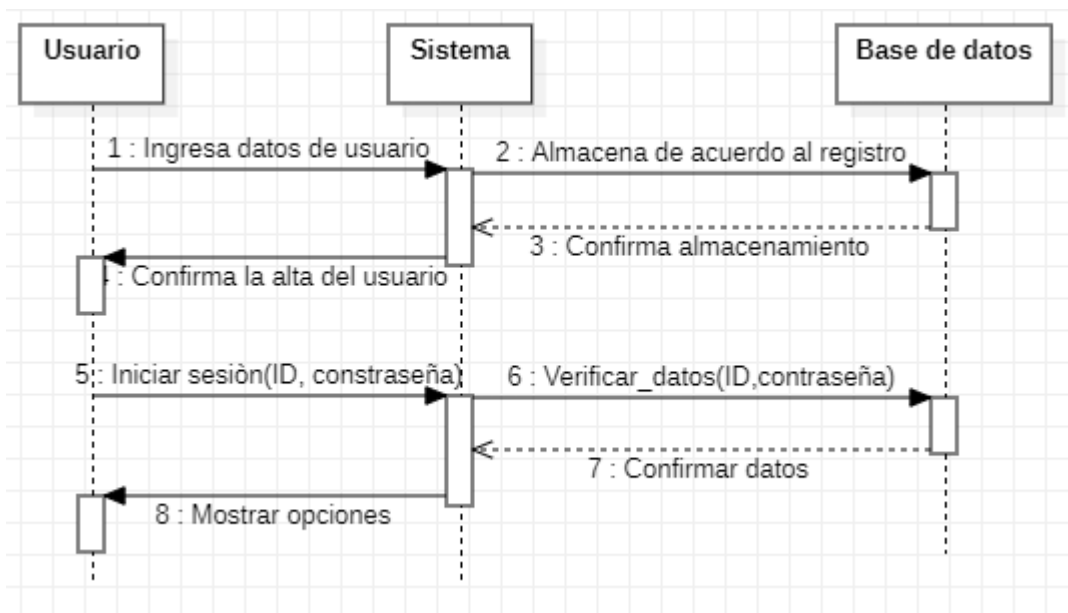 Usuario
Sistema
Base de datos
1 : Ingresa datos de usuario
2 : Almacena de acuerdo al registro
3 : Confirma almacenamiento
4 : Confirma la alta del usuario
5 : Iniciar sesiòn(ID, constraseña)
6 : Verificar_datos(ID,contraseña)
7 : Confirmar datos
8 : Mostrar opciones